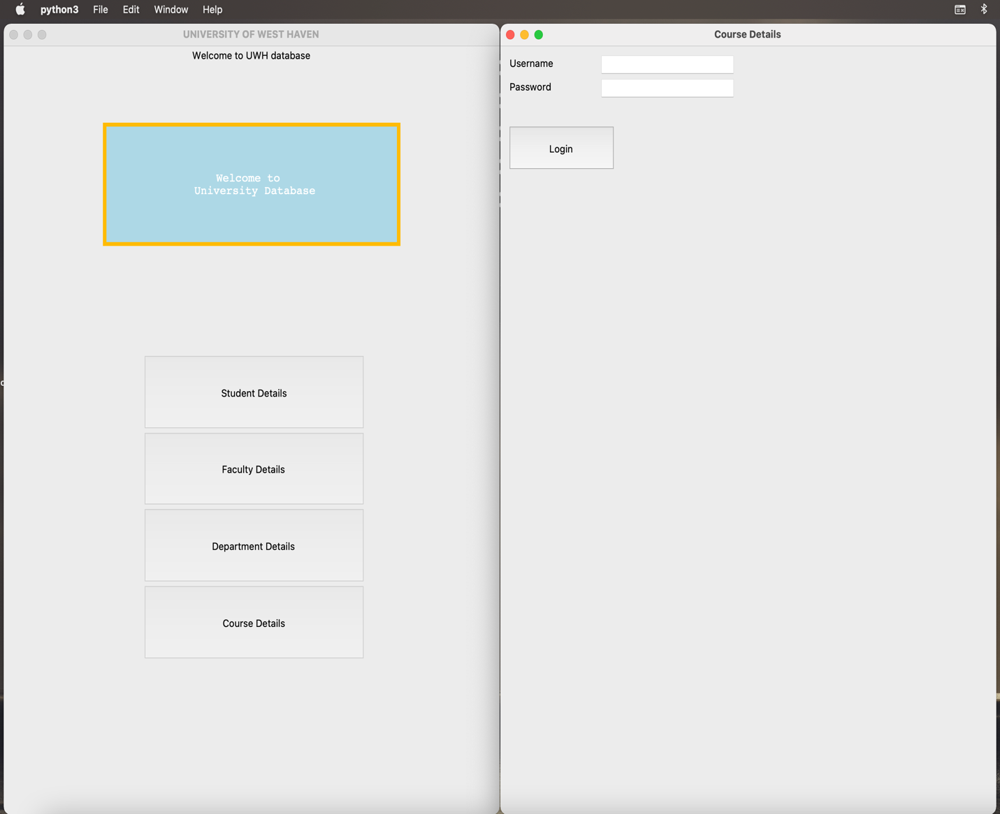 python3 File Edit Window Help
UNIVERSITY OF WEST HAVEN
Welcome to UWH database
Welcome to
University Database
Student Details
Faculty Details
Department Details
Course Details
Course Details
Username
Password
Login